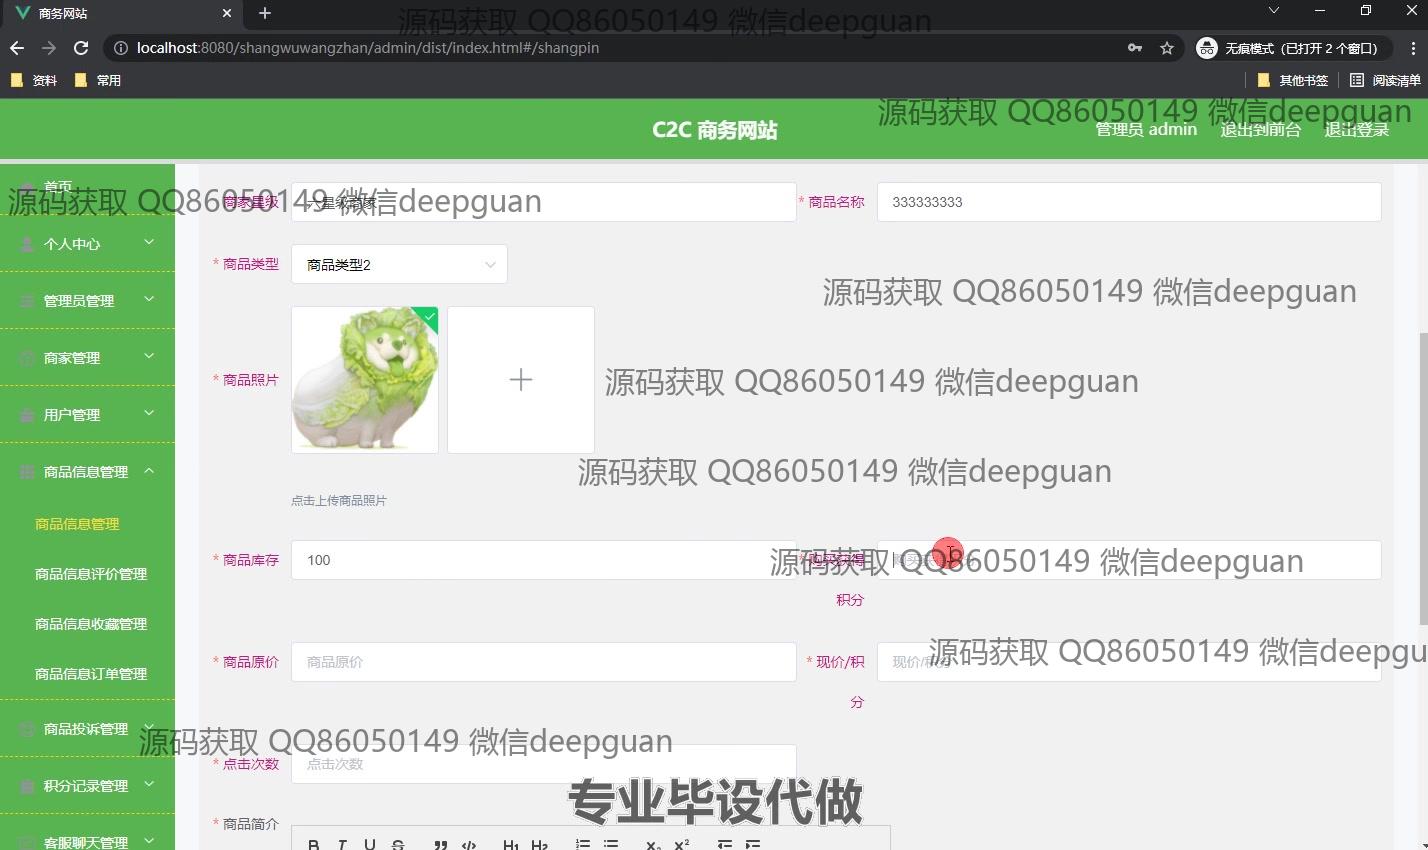 商务网站
源码获取 QQ86050149 微信deepguan
localhost:8080/shangwuwangzhan/admin/dist/index.html#/shangpin
无痕模式（已打开 2 个窗口）
资料
常用
其他书签
阅读清单
源码获取 QQ86050149 微信deepguan
C2C 商务网站
管理员 admin
退出到前台
退出登录
首页
源码获取 QQ86050149 微信deepguan
商家星级
* 商品名称
333333333
个人中心
* 商品类型
商品类型2
源码获取 QQ86050149 微信deepguan
管理员管理
商家管理
* 商品照片
源码获取 QQ86050149 微信deepguan
用户管理
商品信息管理
源码获取 QQ86050149 微信deepguan
点击上传商品照片
商品信息管理
* 商品库存
100
* 购买获得
积分
源码获取 QQ86050149 微信deepguan
商品信息评价管理
商品信息收藏管理
商品信息订单管理
* 商品原价
商品原价
* 现价/积
分
现价/积分
源码获取 QQ86050149 微信deepgu
商品投诉管理
源码获取 QQ86050149 微信deepguan
* 点击次数
点击次数
积分记录管理
专业毕设代做
* 商品简介
客服聊天管理
B I U S H1 H2 X2 X2